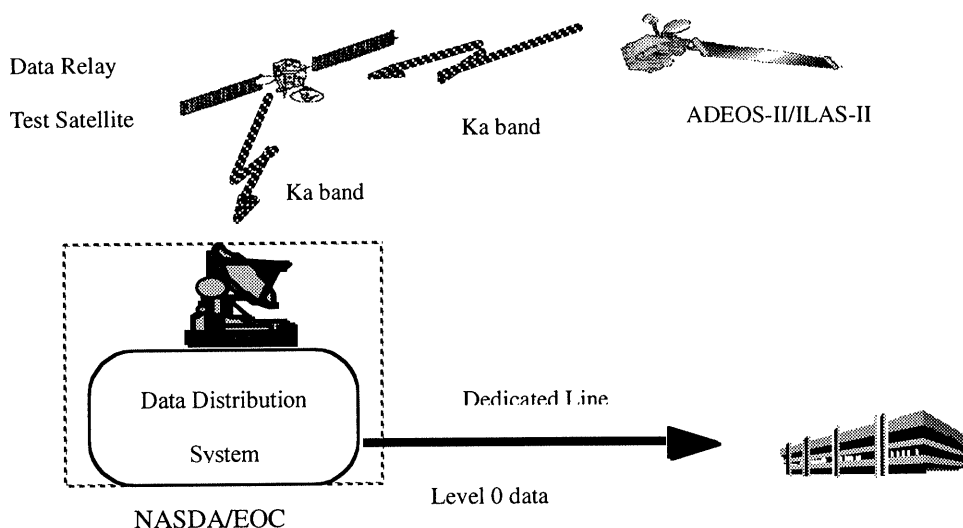 Data Relay
Test Satellite
ADEOS-II/ILAS-II
Ka band
Ka band
Data Distribution
System
Dedicated Line
Level 0 data
NASDA/EOC